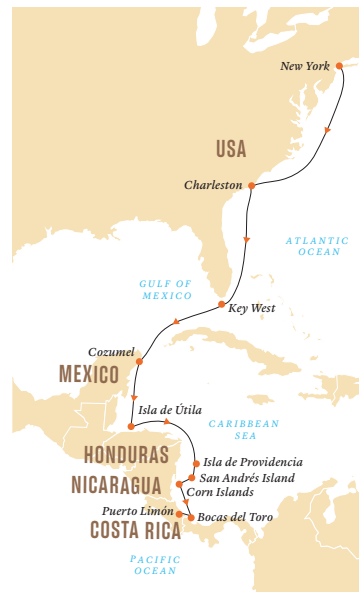 New York
USA
Charleston
ATLANTIC
OCEAN
GULF OF
MEXICO
Key West
Cozumel
MEXICO
Isla de Útila
CARIBBEAN
SEA
HONDURAS
Isla de Providencia
NICARAGUA
San Andrés Island
Corn Islands
Puerto Limón
Bocas del Toro
COSTA RICA
PACIFIC
OCEAN